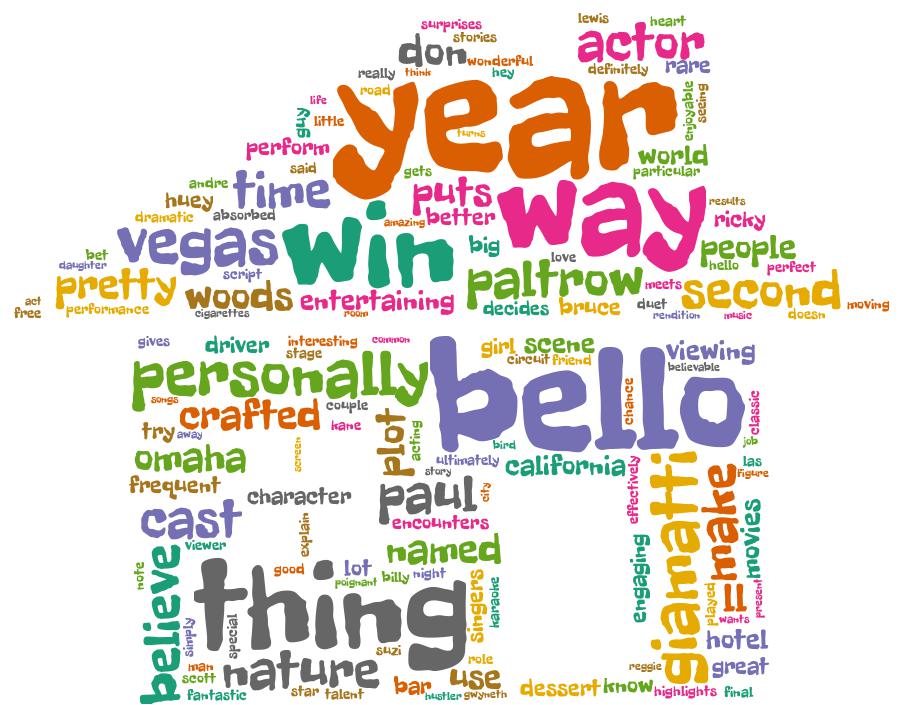 surprises
lewis
heart
stories
don
actor
wonderful
really
think
hey
definitely
rare
road
year
enjoyable
seeing
life
guy
little
turns
perform
world
said
gets
particular
andre
time
puts
way
huey
results
dramatic
absorbed
amazing
better
ricky
vegas
win
big
people
bet
love
hello
daughter
script
paltrow
perfect
pretty
meets
second
woods
entertaining
act
free
performance
cigarettes
room
decides
bruce
duet
rendition
music
doesn
moving
gives
driver
interesting
common
stage
girl
scene
viewing
circuit
friend
believable
personally
bello
songs
crafted
couple
chance
classic
kane
plot
try
away
acting
bird
job
screen
omaha
ultimately
california
las
story
figure
frequent
effectively
giamatti
character
paul
city
make
cast
encounters
movies
explain
viewer
named
engaging
believe
thing
good
lot
note
poignant
billy
night
singers
karaoke
played
present
=
wants
simply
special
hotel
suzi
man
nature
role
reggie
great
scott
use
bar
dessert
know
fantastic
star
talent
hustler
gwyneth
highlights
final